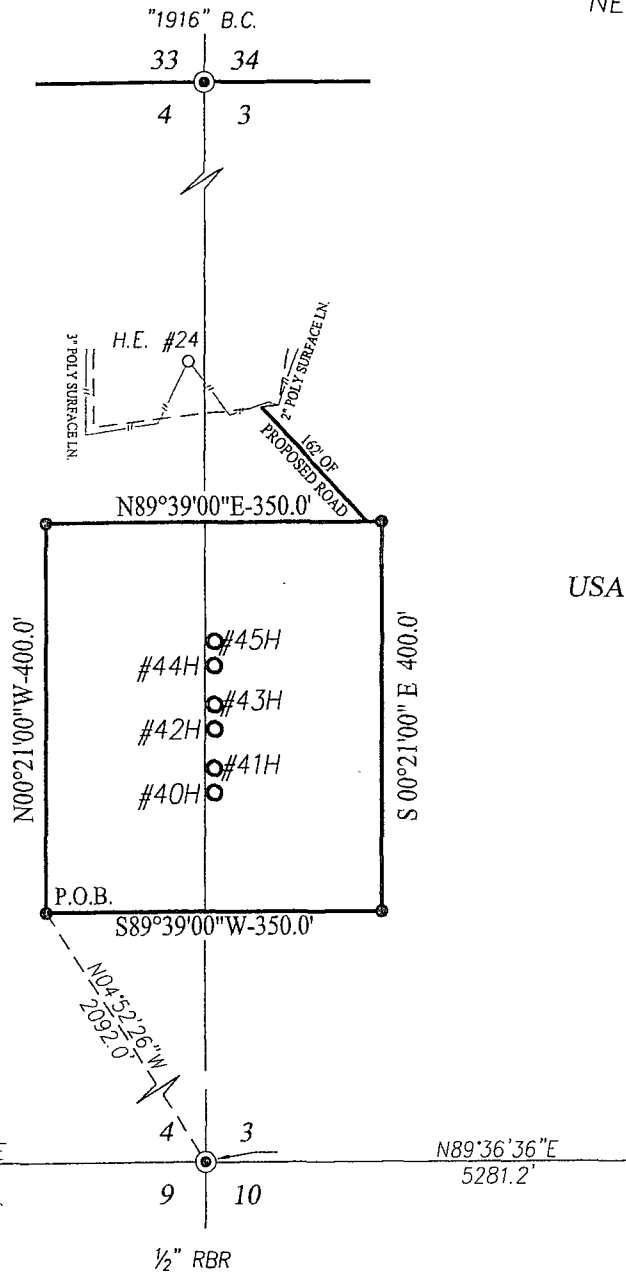 NE
"1916" B.C.
33 34
4 3
H.E. #24
3" POLY SURFACE LN.
2" POLY SURFACE LN.
162' OF
PROPOSED ROAD
N89°39'00"E-350.0'
USA
N00°21'00"W-400.0'
S 00°21'00" E 400.0'
#45H
#44H
#43H
#42H
#41H
#40H
P.O.B.
S89°39'00"W-350.0'
N04°52'26"W
2092.0'
4 3
E
N89°36'36"E
5281.2'
9 10
½" RBR